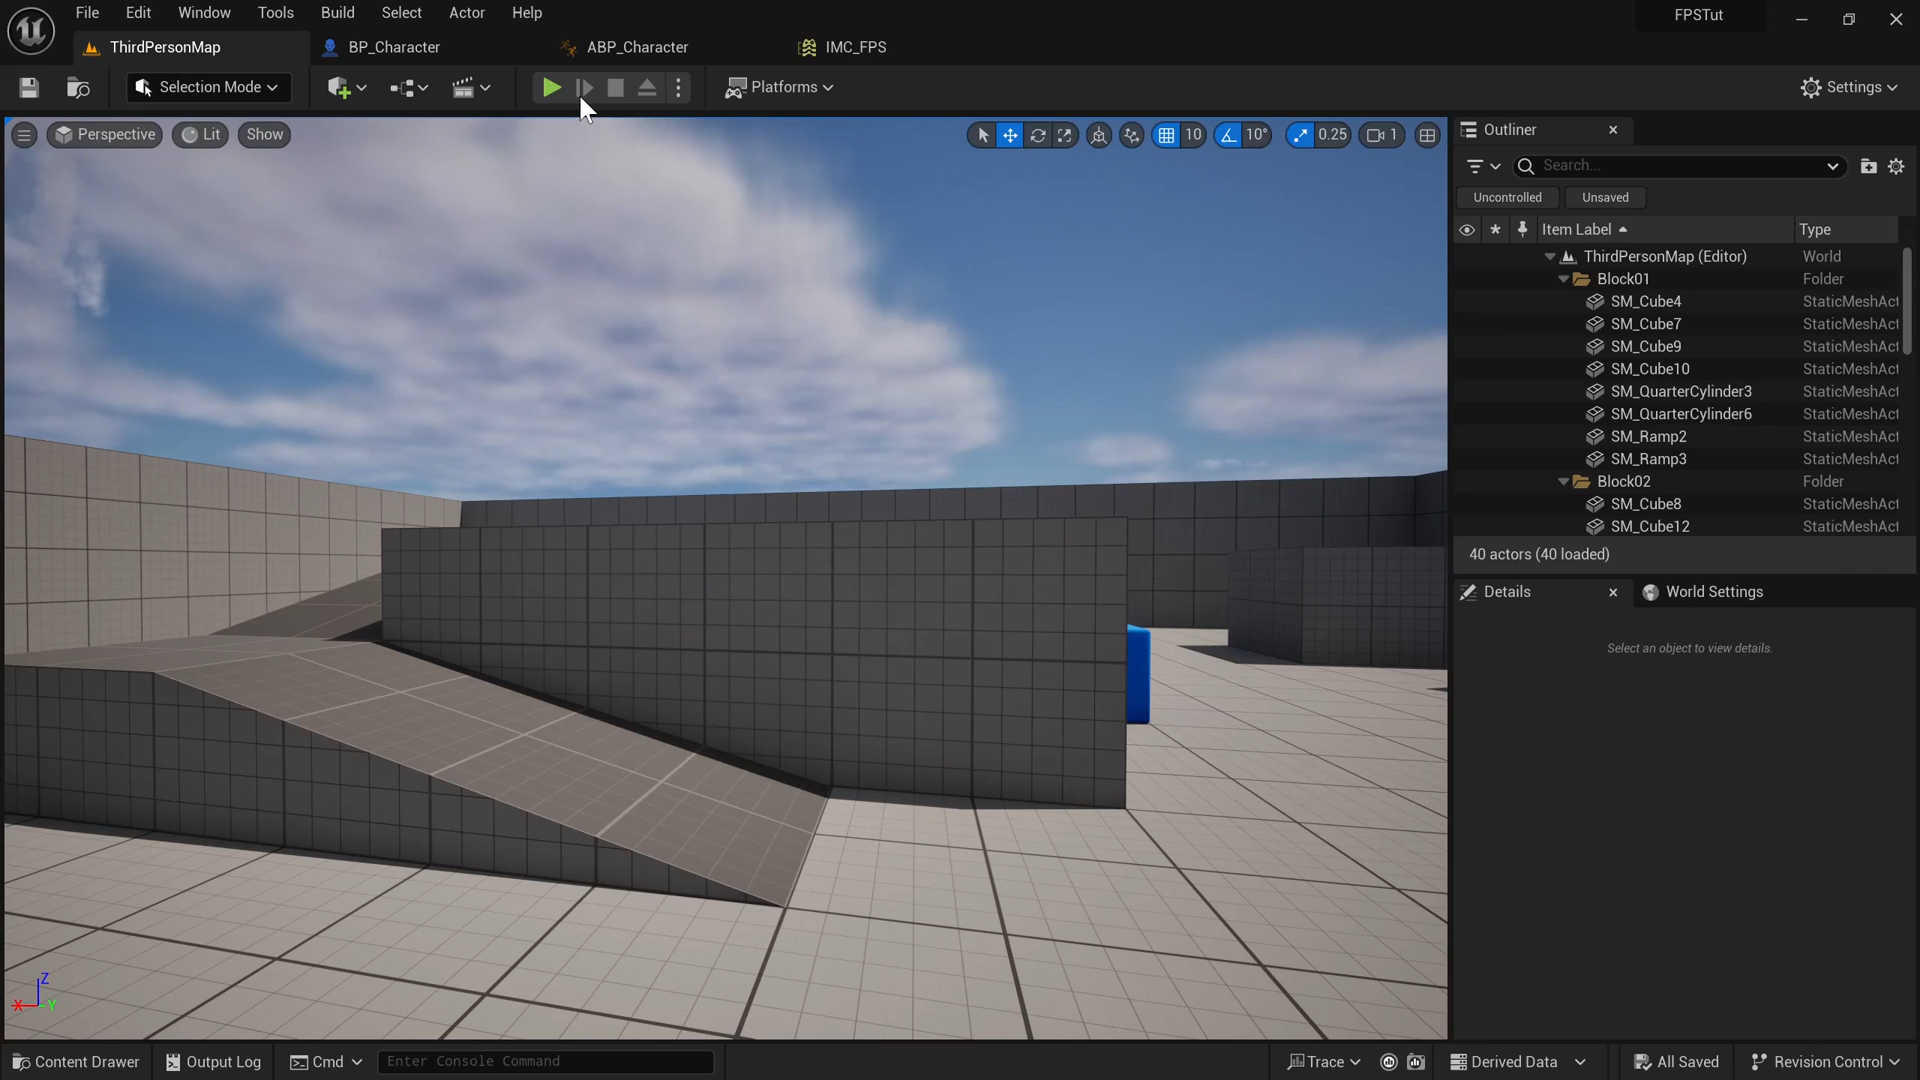 File Edit Window Tools Build Select Actor Help
FPSTut
ThirdPersonMap BP_Character ABP_Character IMC_FPS
Selection Mode Platforms Settings
Perspective Lit Show 10 10° 0.25 1
Outliner
Search...
Uncontrolled Unsaved
Item Label Type
ThirdPersonMap (Editor) World
Block01 Folder
SM_Cube4 StaticMeshAct
SM_Cube7 StaticMeshAct
SM_Cube9 StaticMeshAct
SM_Cube10 StaticMeshAct
SM_QuarterCylinder3 StaticMeshAct
SM_QuarterCylinder6 StaticMeshAct
SM_Ramp2 StaticMeshAct
SM_Ramp3 StaticMeshAct
Block02 Folder
SM_Cube8 StaticMeshAct
SM_Cube12 StaticMeshAct
40 actors (40 loaded)
Details World Settings
Select an object to view details.
Z
X Y
Content Drawer Output Log Cmd Enter Console Command Trace Derived Data All Saved Revision Control